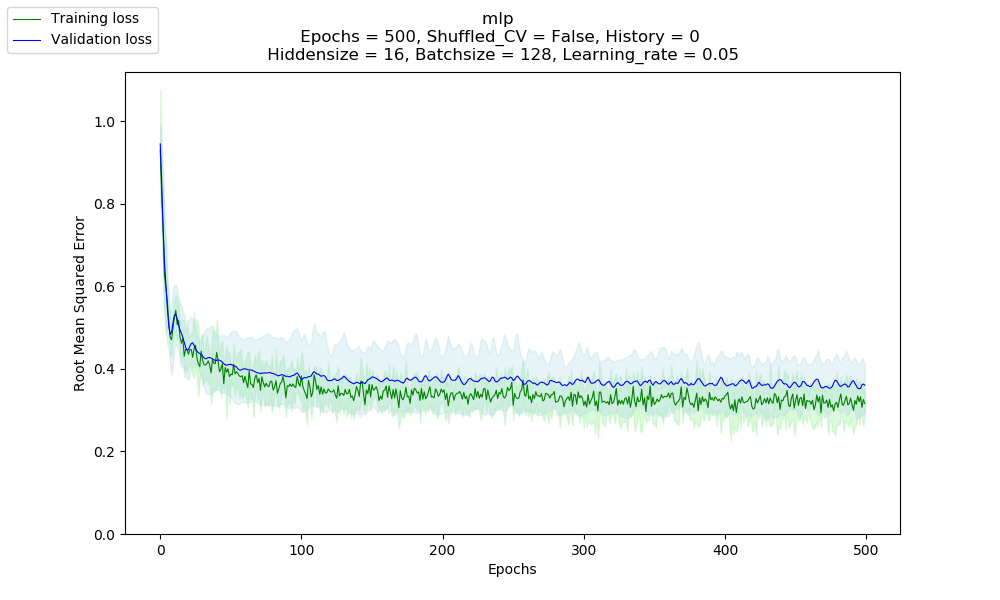 Training loss
Validation loss
mlp
Epochs = 500, Shuffled_CV = False, History = 0
Hiddensize = 16, Batchsize = 128, Learning_rate = 0.05
Root Mean Squared Error
1.0
0.8
0.6
0.4
0.2
0.0
0 100 200 300 400 500
Epochs